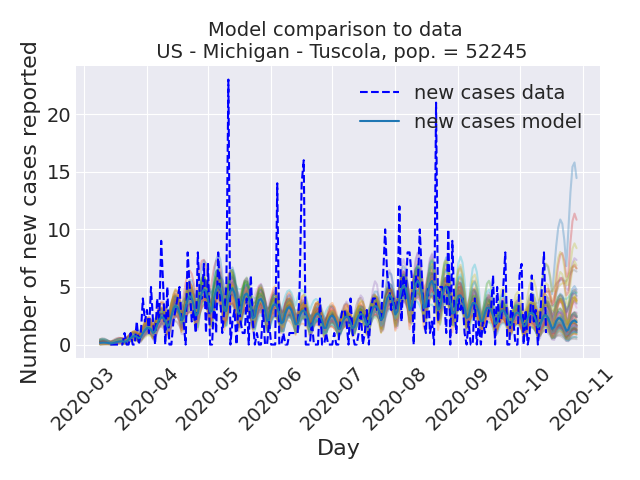 Model comparison to data
US - Michigan - Tuscola, pop. = 52245
Number of new cases reported
20
15
10
5
0
new cases data
new cases model
2020-03
2020-04
2020-05
2020-06
2020-07
2020-08
2020-09
2020-10
2020-11
Day